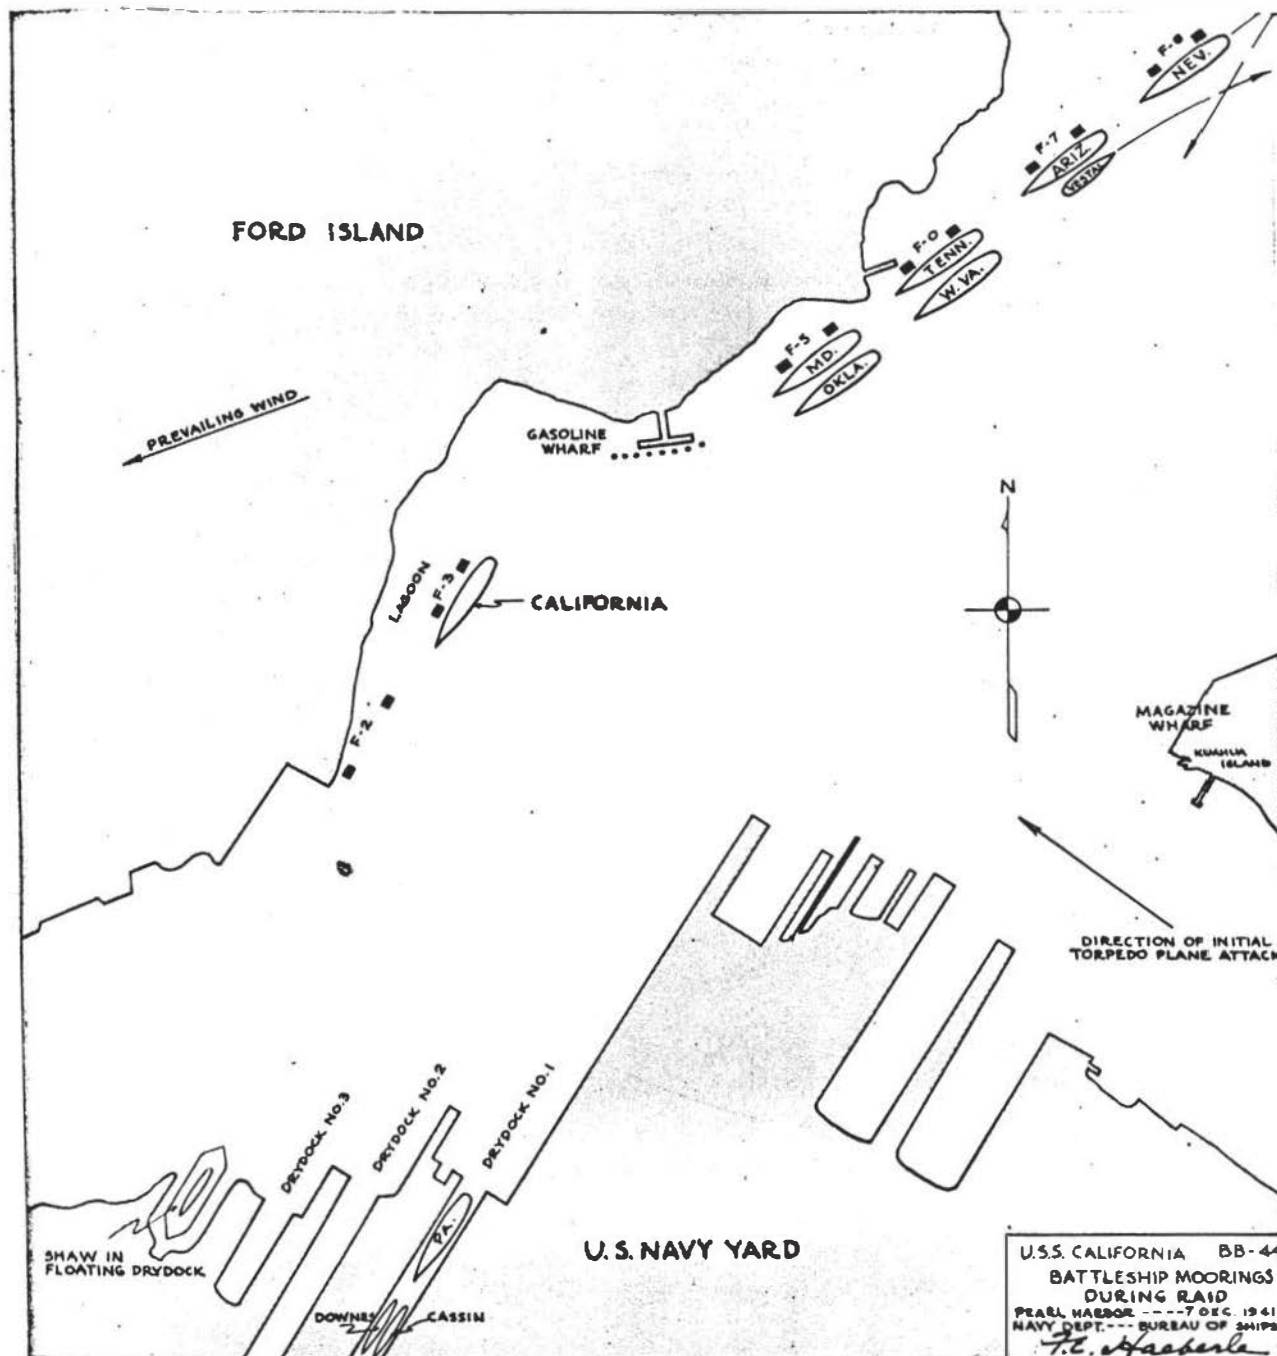 F-8
NEV.
F-7
ARIZ.
VESTAL
FORD ISLAND
F-O
TENN.
W. VA.
F-5
MD.
OKLA.
PREVAILING WIND
GASOLINE
WHARF
N
LAGOON
F-3
CALIFORNIA
F-2
MAGAZINE
WHARF
KUAHUA
ISLAND
DIRECTION OF INITIAL
TORPEDO PLANE ATTACK
DRYDOCK NO.3
DRYDOCK NO.2
DRYDOCK NO.1
SHAW IN
FLOATING DRYDOCK
PA.
U.S. NAVY YARD
DOWNES
CASSIN
U.S.S. CALIFORNIA BB-44
BATTLESHIP MOORINGS
DURING RAID
PEARL HARBOR ----7 DEC. 1941
NAVY DEPT.--- BUREAU OF SHIPS
F.E. Haeberle